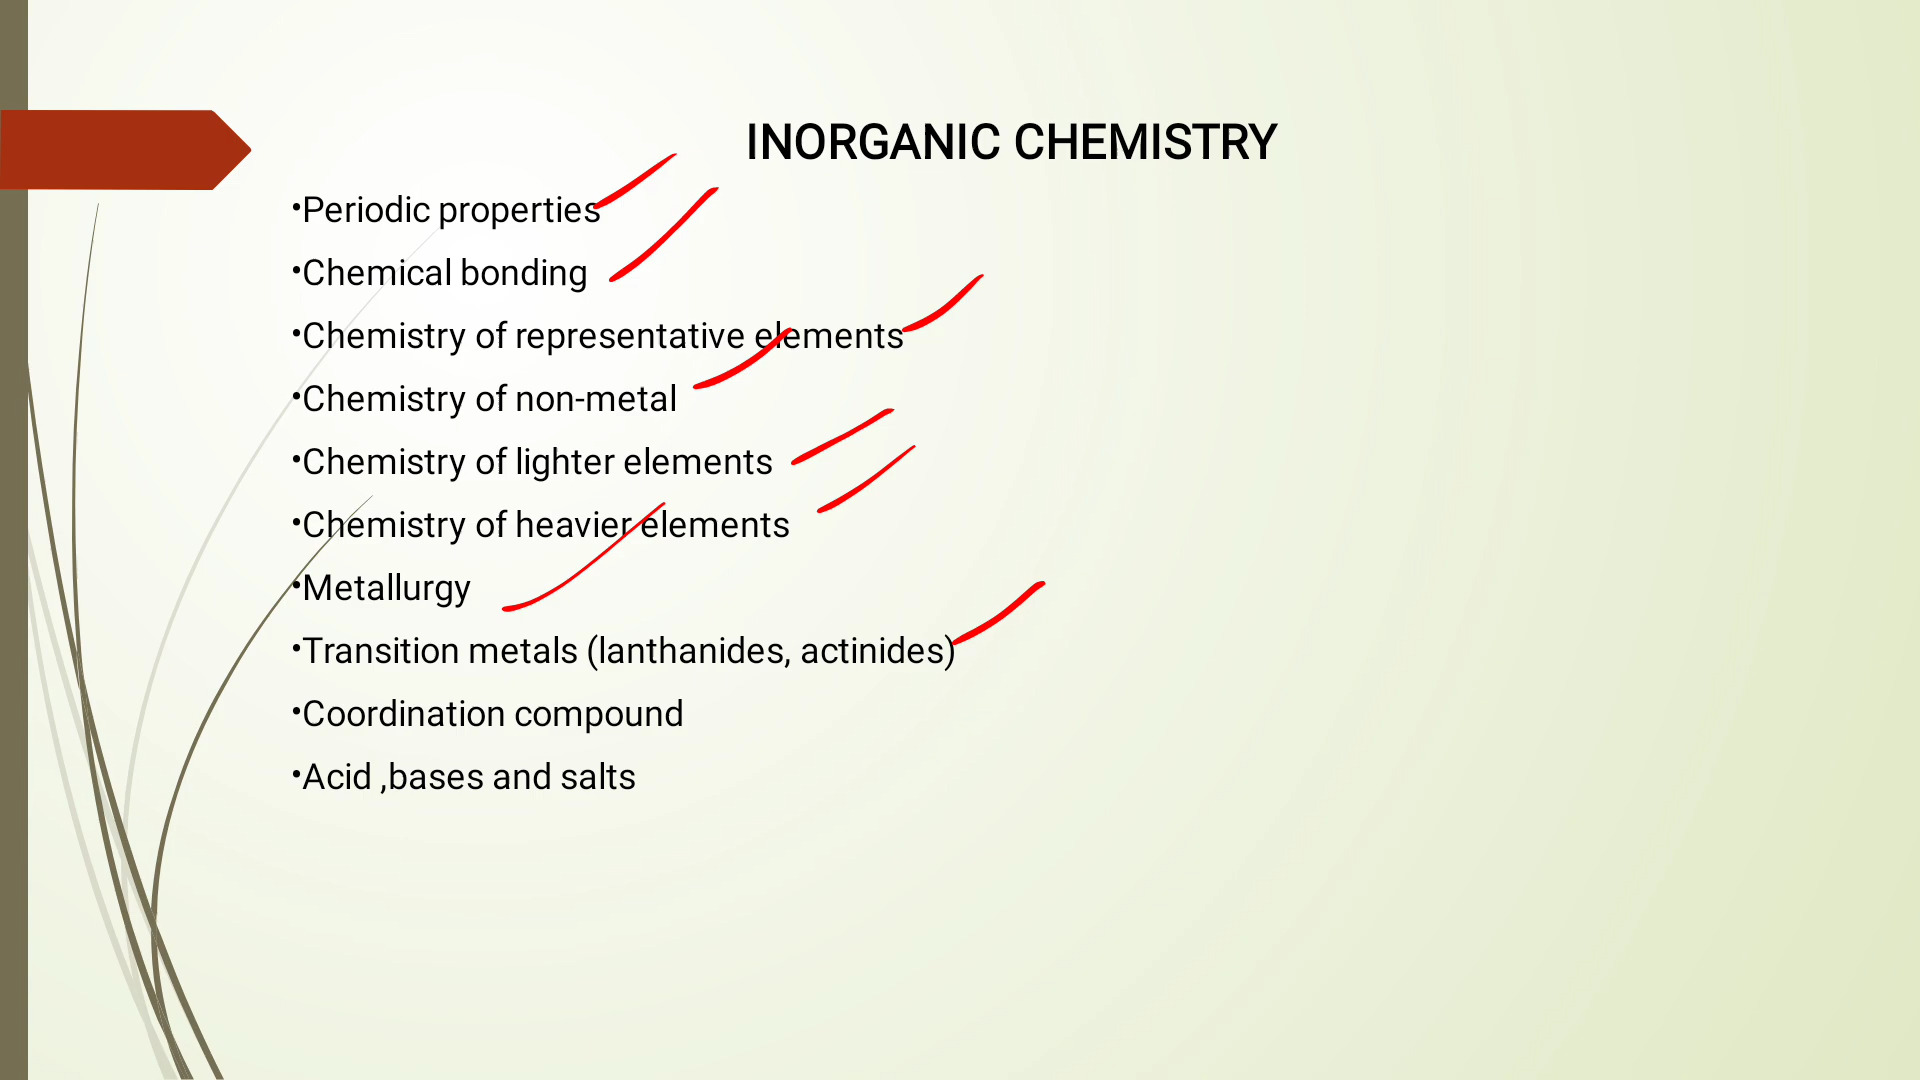 INORGANIC CHEMISTRY
•Periodic properties
•Chemical bonding
•Chemistry of representative elements
•Chemistry of non-metal
•Chemistry of lighter elements
•Chemistry of heavier elements
•Metallurgy
•Transition metals (lanthanides, actinides)
•Coordination compound
•Acid ,bases and salts